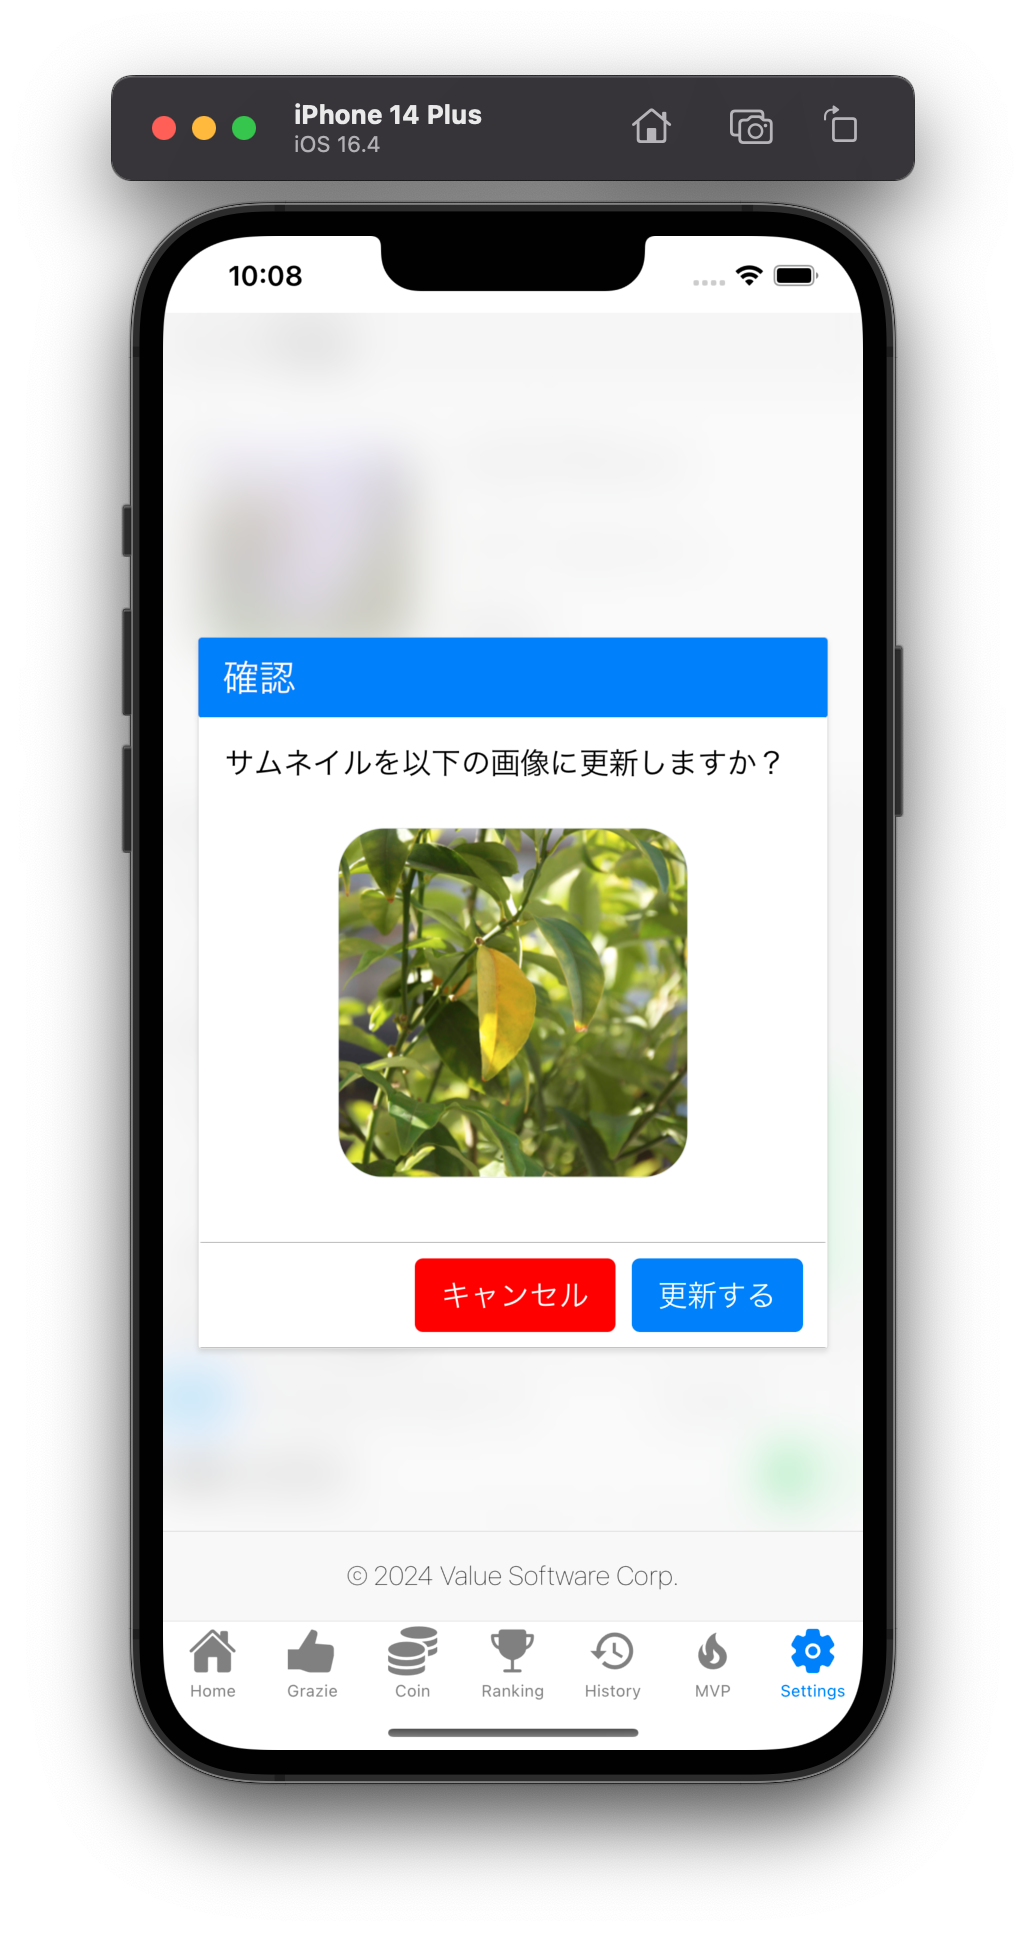 iPhone 14 Plus
iOS 16.4
10:08
確認
サムネイルを以下の画像に更新しますか？
キャンセル
更新する
© 2024 Value Software Corp.
Home
Grazie
Coin
Ranking
History
MVP
Settings